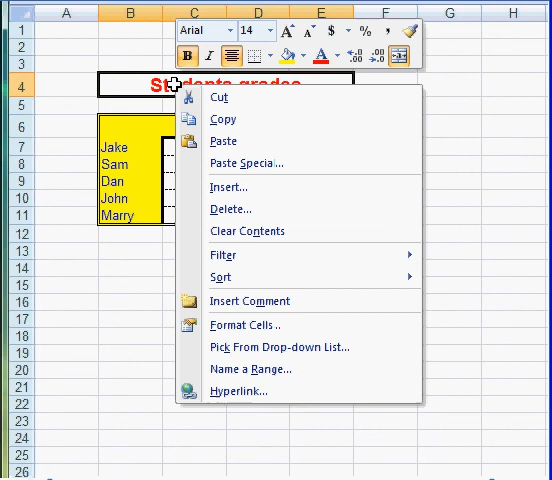 A B C D E F G H
Arial 14 A A $ % ,
B I A .00 .00
1
2
3
4 Students grades
5
6
7 Jake
8 Sam
9 Dan
10 John
11 Marry
12
13
14
15
16
17
18
19
20
21
22
23
24
25
26
Cut
Copy
Paste
Paste Special...
Insert...
Delete...
Clear Contents
Filter
Sort
Insert Comment
Format Cells...
Pick From Drop-down List...
Name a Range...
Hyperlink...